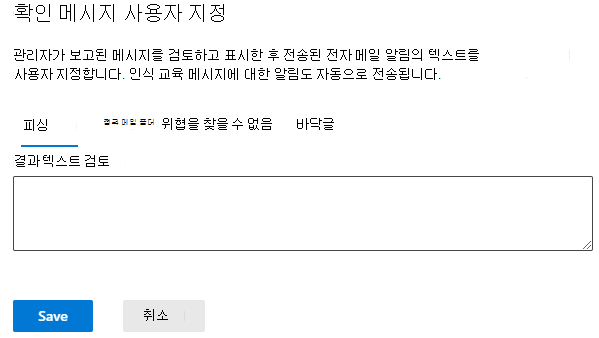 확인 메시지 사용자 지정
관리자가 보고된 메시지를 검토하고 표시한 후 전송된 전자 메일 알림의 텍스트를
사용자 지정합니다. 인식 교육 메시지에 대한 알림도 자동으로 전송됩니다.
피싱 메일 폴더 위협을 찾을 수 없음 바닥글
결과 텍스트 검토
Save 취소